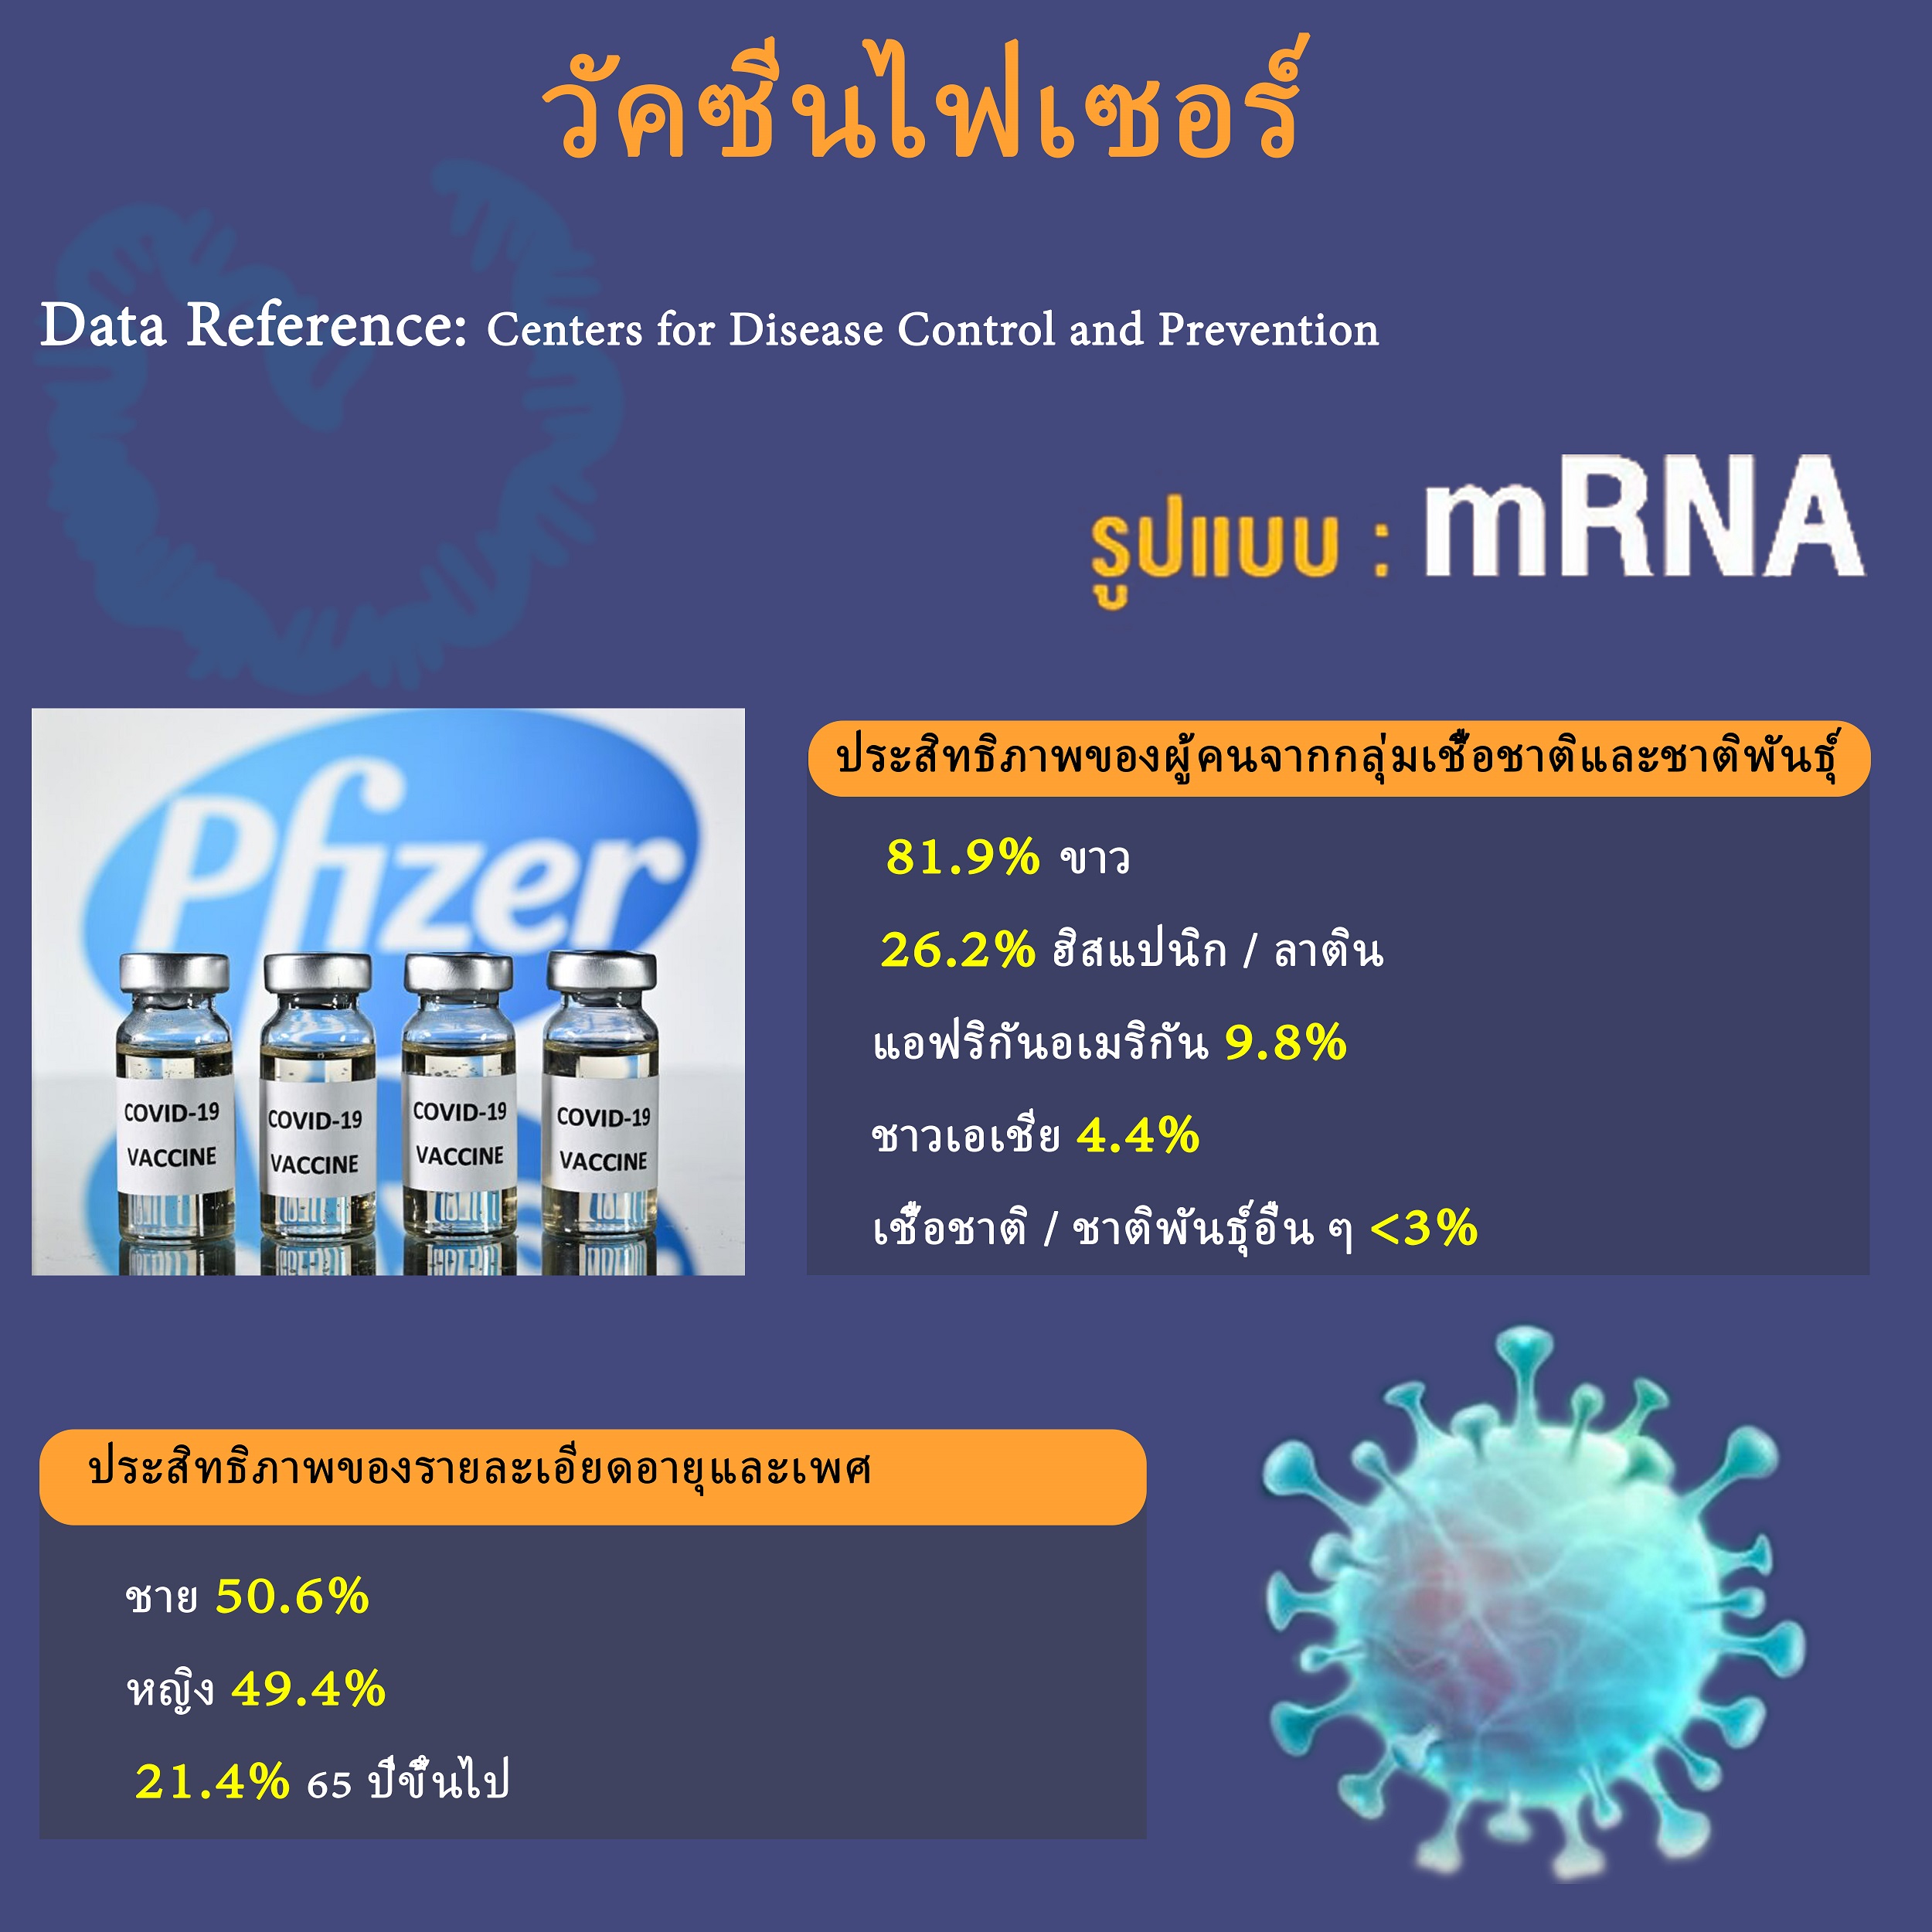 วัคซีนไฟเซอร์
Data Reference: Centers for Disease Control and Prevention
รูปแบบ : mRNA
Pfizer
COVID-19
VACCINE
COVID-19
VACCINE
COVID-19
VACCINE
COVID-19
VACCINE
ประสิทธิภาพของผู้คนจากกลุ่มเชื้อชาติและชาติพันธุ์
81.9% ขาว
26.2% ฮิสแปนิก / ลาติน
แอฟริกันอเมริกัน 9.8%
ชาวเอเชีย 4.4%
เชื้อชาติ / ชาติพันธุ์อื่น ๆ <3%
ประสิทธิภาพของรายละเอียดอายุและเพศ
ชาย 50.6%
หญิง 49.4%
21.4% 65 ปีขึ้นไป